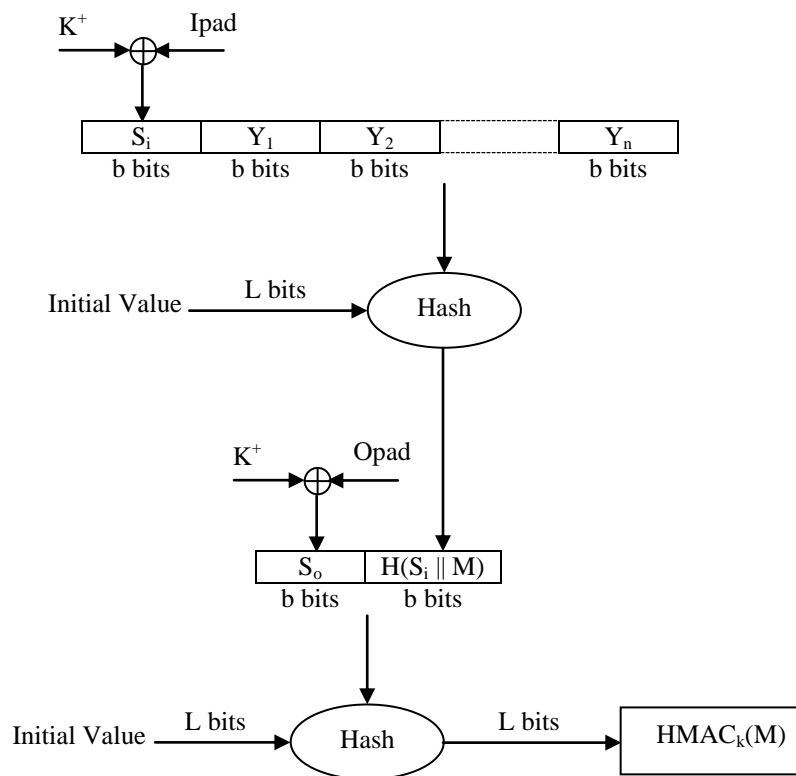 K⁺ Ipad
Sᵢ Y₁ Y₂ Yₙ
b bits b bits b bits b bits
L bits
Initial Value Hash
K⁺ Opad
Sₒ H(Sᵢ || M)
b bits b bits
L bits L bits
Initial Value Hash HMACₖ(M)